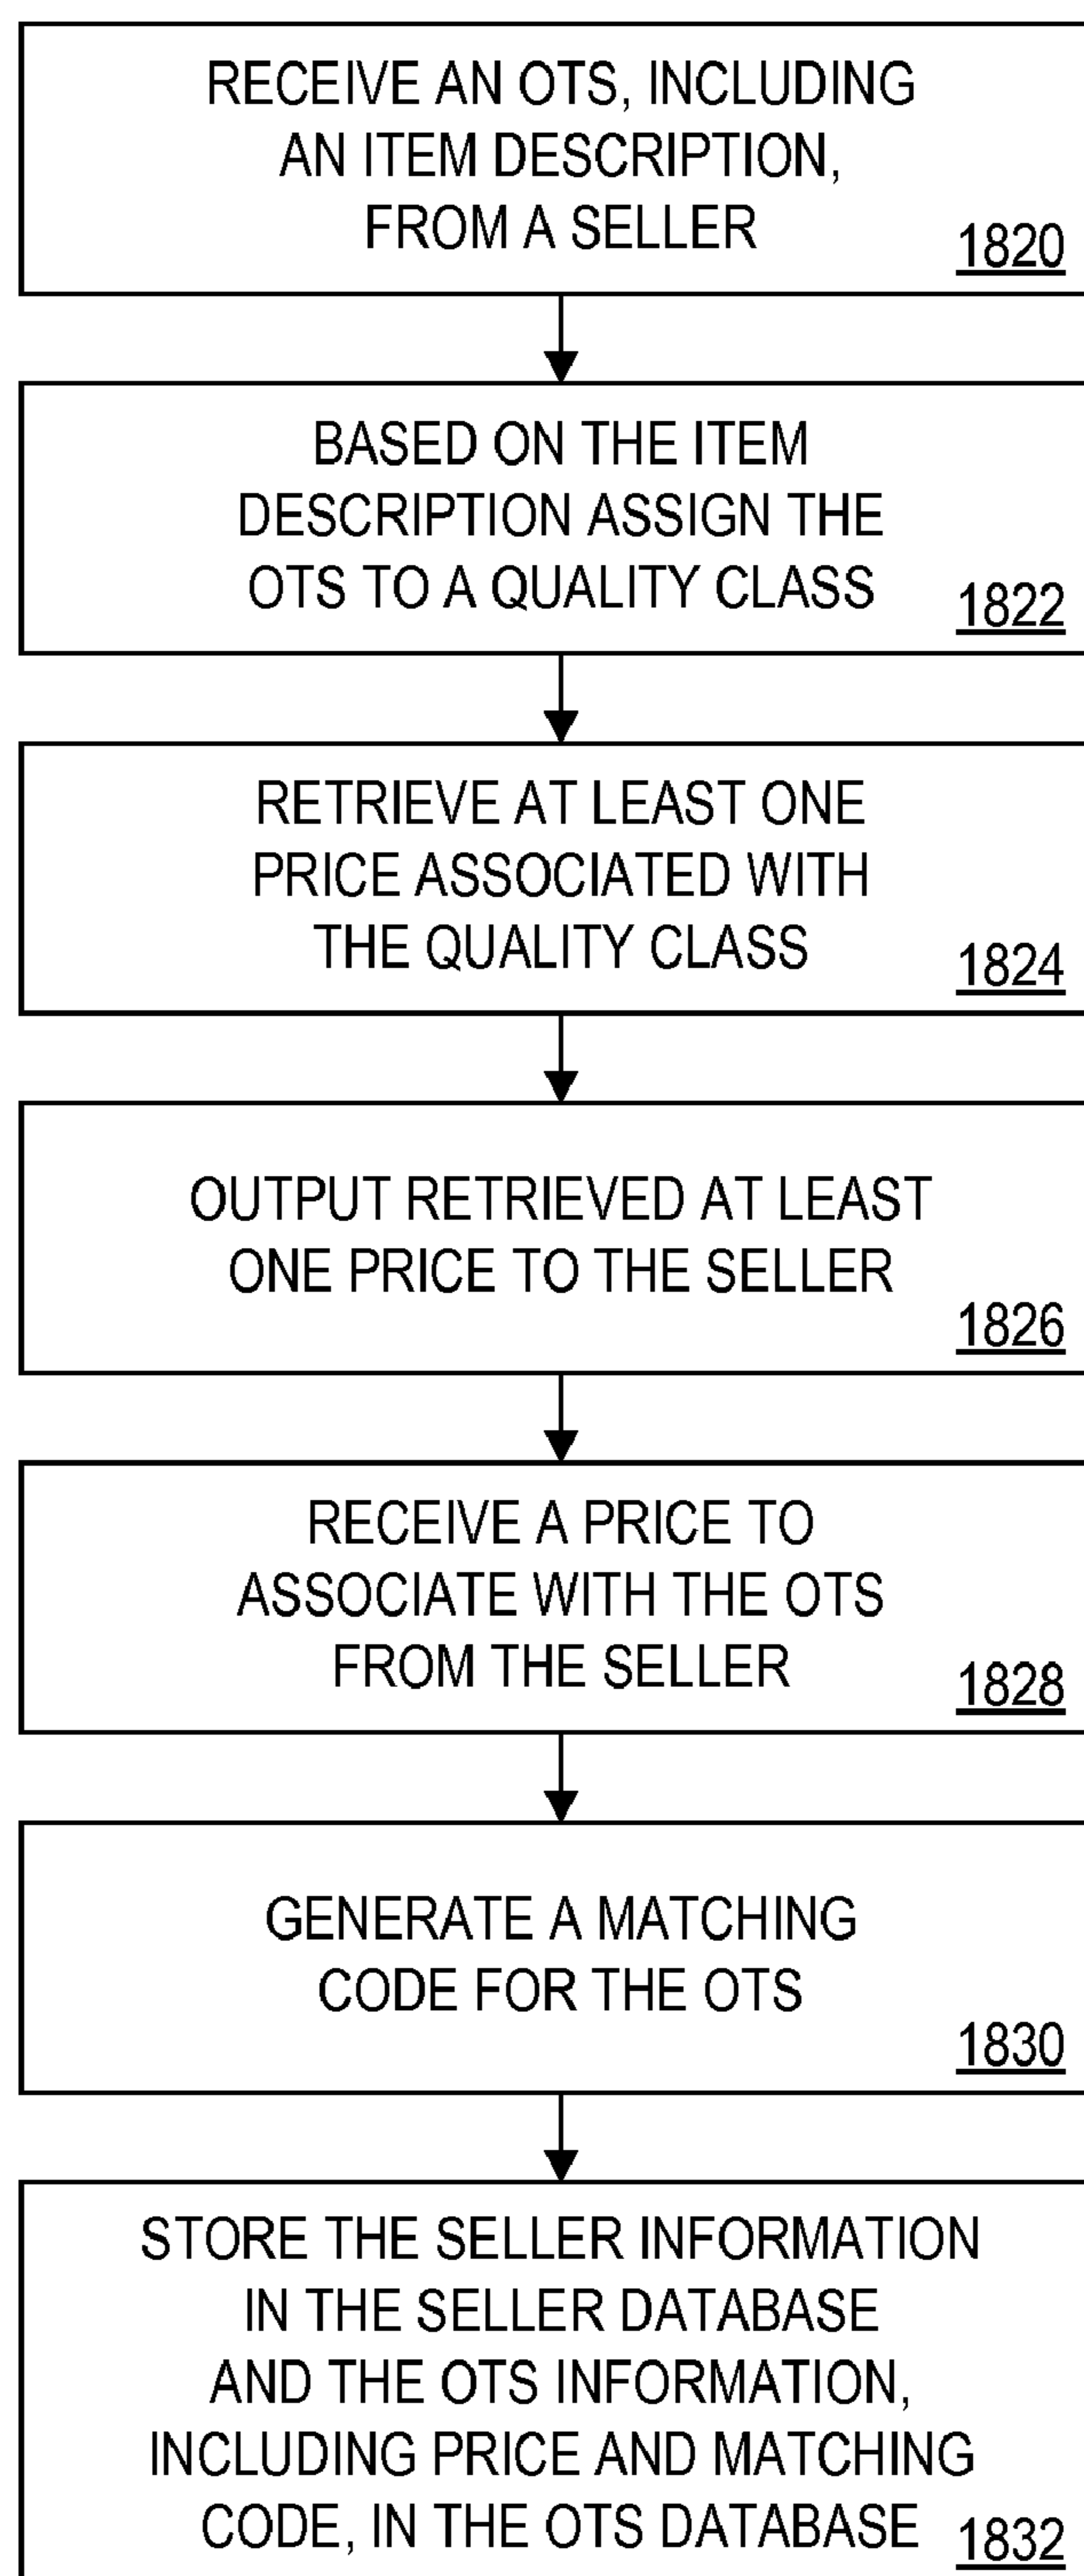 RECEIVE AN OTS, INCLUDING
AN ITEM DESCRIPTION,
FROM A SELLER
1820
BASED ON THE ITEM
DESCRIPTION ASSIGN THE
OTS TO A QUALITY CLASS
1822
RETRIEVE AT LEAST ONE
PRICE ASSOCIATED WITH
THE QUALITY CLASS
1824
OUTPUT RETRIEVED AT LEAST
ONE PRICE TO THE SELLER
1826
RECEIVE A PRICE TO
ASSOCIATE WITH THE OTS
FROM THE SELLER
1828
GENERATE A MATCHING
CODE FOR THE OTS
1830
STORE THE SELLER INFORMATION
IN THE SELLER DATABASE
AND THE OTS INFORMATION,
INCLUDING PRICE AND MATCHING
CODE, IN THE OTS DATABASE
1832